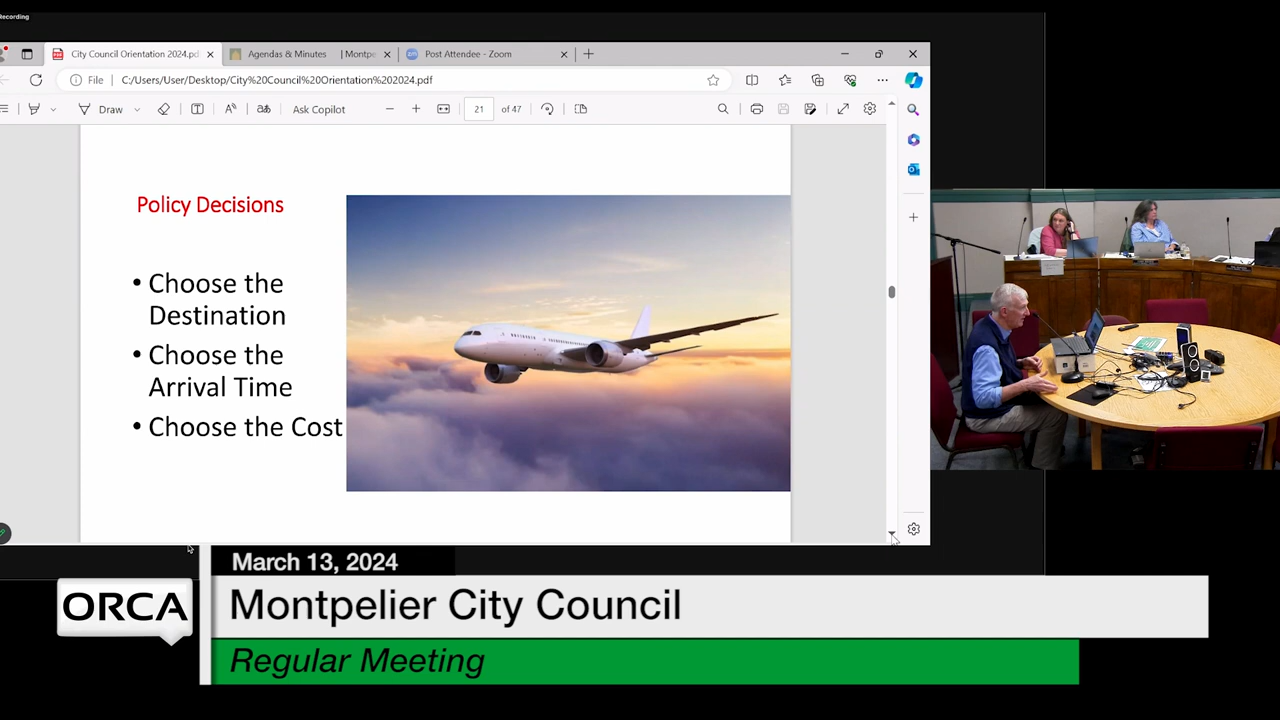 Recording
City Council Orientation 2024.pd
Agendas & Minutes | Montpe
Post Attendee - Zoom
File C:/Users/User/Desktop/City%20Council%20Orientation%202024.pdf
Draw
Ask Copilot
21 of 47
Policy Decisions
• Choose the
Destination
• Choose the
Arrival Time
• Choose the Cost
March 13, 2024
ORCA
Montpelier City Council
Regular Meeting